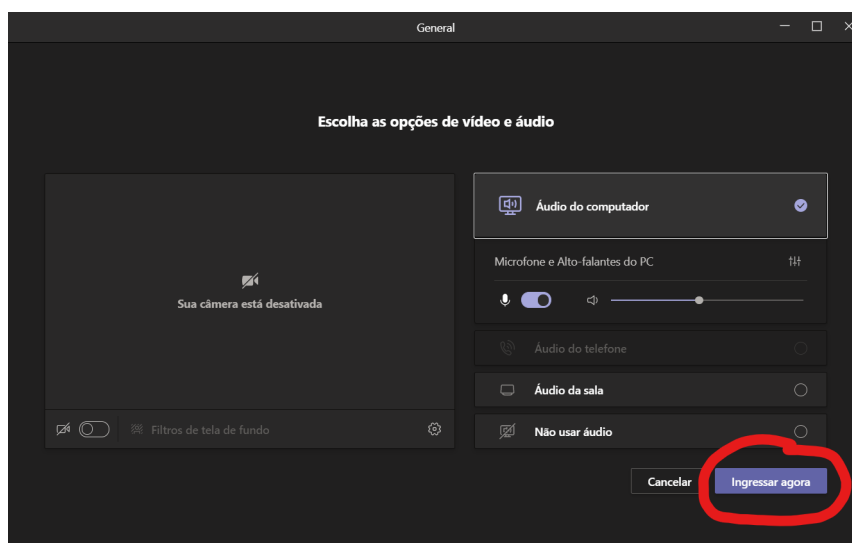 General
Escolha as opções de vídeo e áudio
Sua câmera está desativada
Filtros de tela de fundo
Áudio do computador
Microfone e Alto-falantes do PC
Áudio do telefone
Áudio da sala
Não usar áudio
Cancelar
Ingressar agora